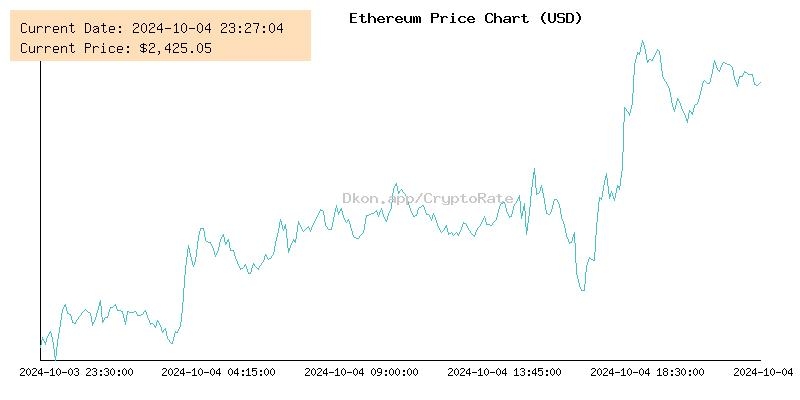 Ethereum Price Chart (USD)
Current Date: 2024-10-04 23:27:04
Current Price: $2,425.05
Dkon.app/CryptoRate
2024-10-03 23:30:00 2024-10-04 04:15:00 2024-10-04 09:00:00 2024-10-04 13:45:00 2024-10-04 18:30:00 2024-10-04